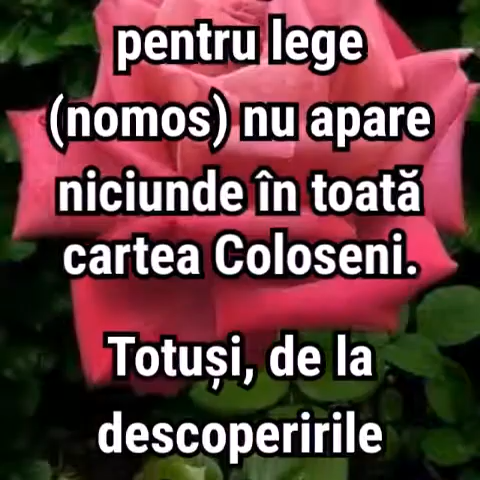 pentru lege
(nomos) nu apare
niciunde în toată
cartea Coloseni.
Totuși, de la
descoperirile